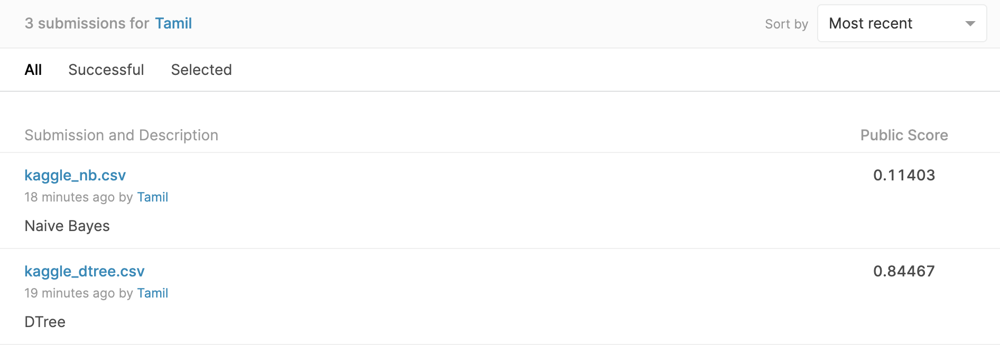 3 submissions for Tamil
Sort by Most recent
All Successful Selected
Submission and Description Public Score
kaggle_nb.csv 0.11403
18 minutes ago by Tamil
Naive Bayes
kaggle_dtree.csv 0.84467
19 minutes ago by Tamil
DTree